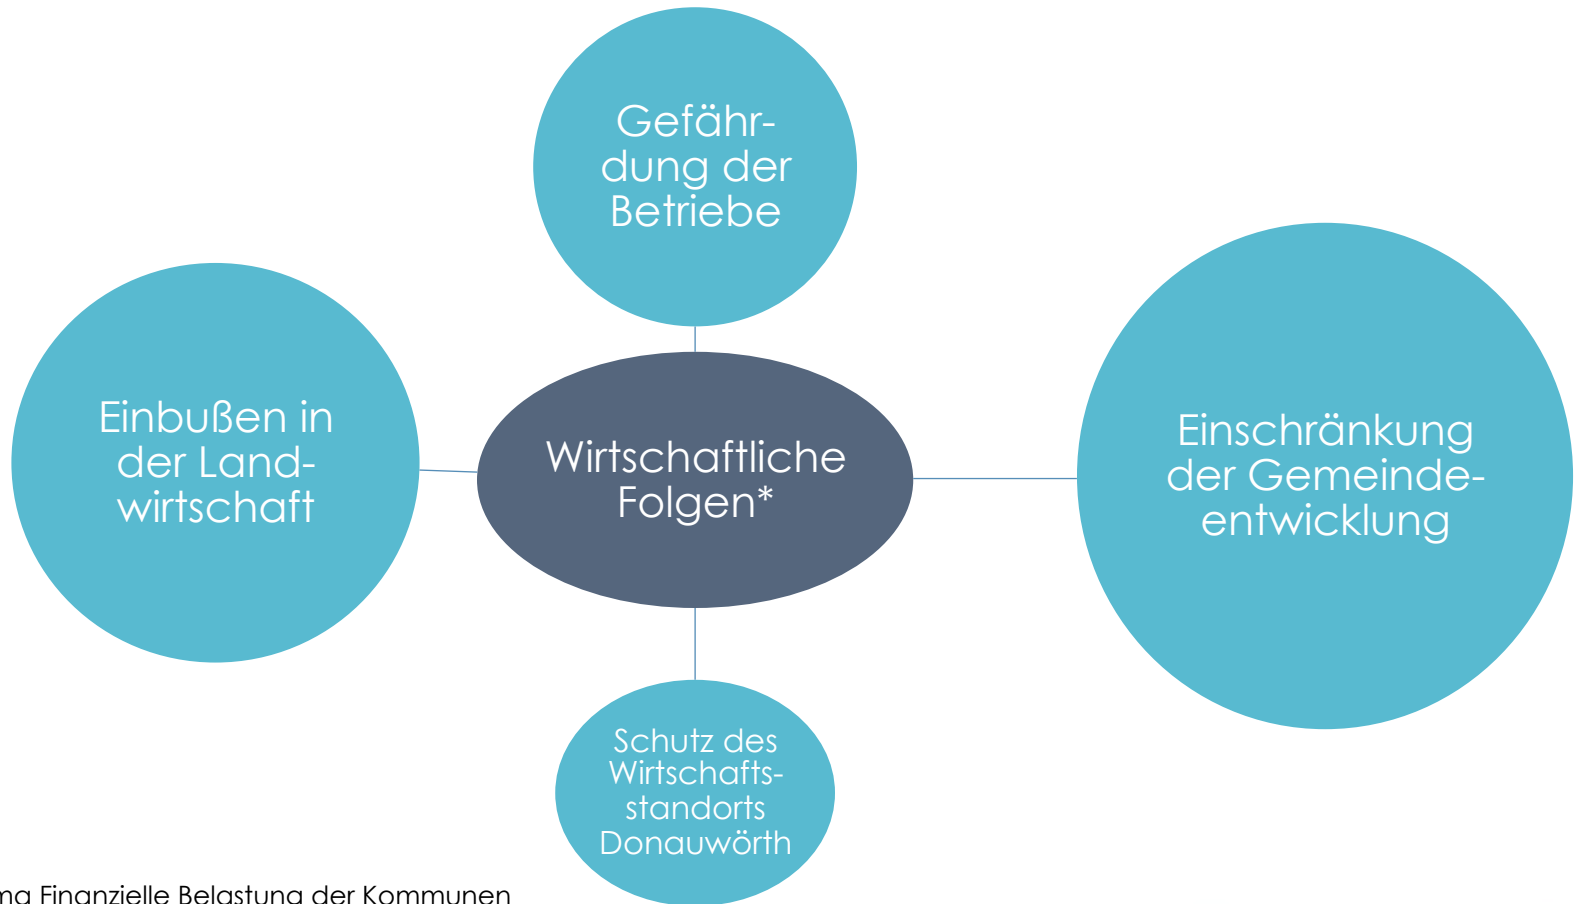 Gefähr-
dung der
Betriebe
Einbußen in
der Land-
wirtschaft
Wirtschaftliche
Folgen*
Einschränkung
der Gemeinde-
entwicklung
Schutz des
Wirtschafts-
standorts
Donauwörth
Finanzielle Belastung der Kommunen